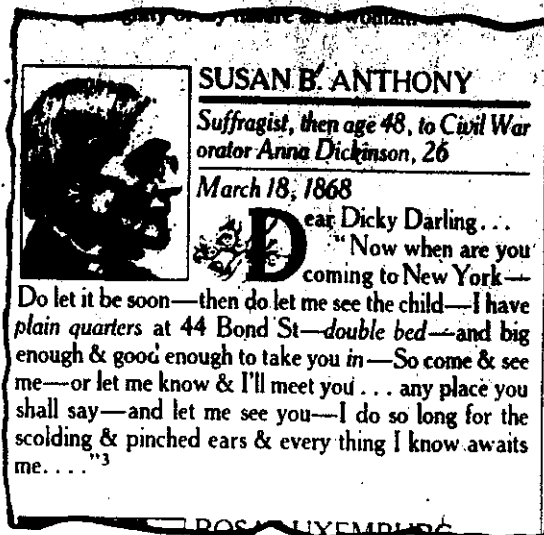 SUSAN B. ANTHONY
Suffragist, then age 48, to Civil War
orator Anna Dickinson, 26
March 18, 1868
Dear Dicky Darling...
"Now when are you
coming to New York—
Do let it be soon—then do let me see the child—I have
plain quarters at 44 Bond St—double bed—and big
enough & good enough to take you in—So come & see
me—or let me know & I'll meet you . . . any place you
shall say—and let me see you—I do so long for the
scolding & pinched ears & every thing I know awaits
me. . . ."3